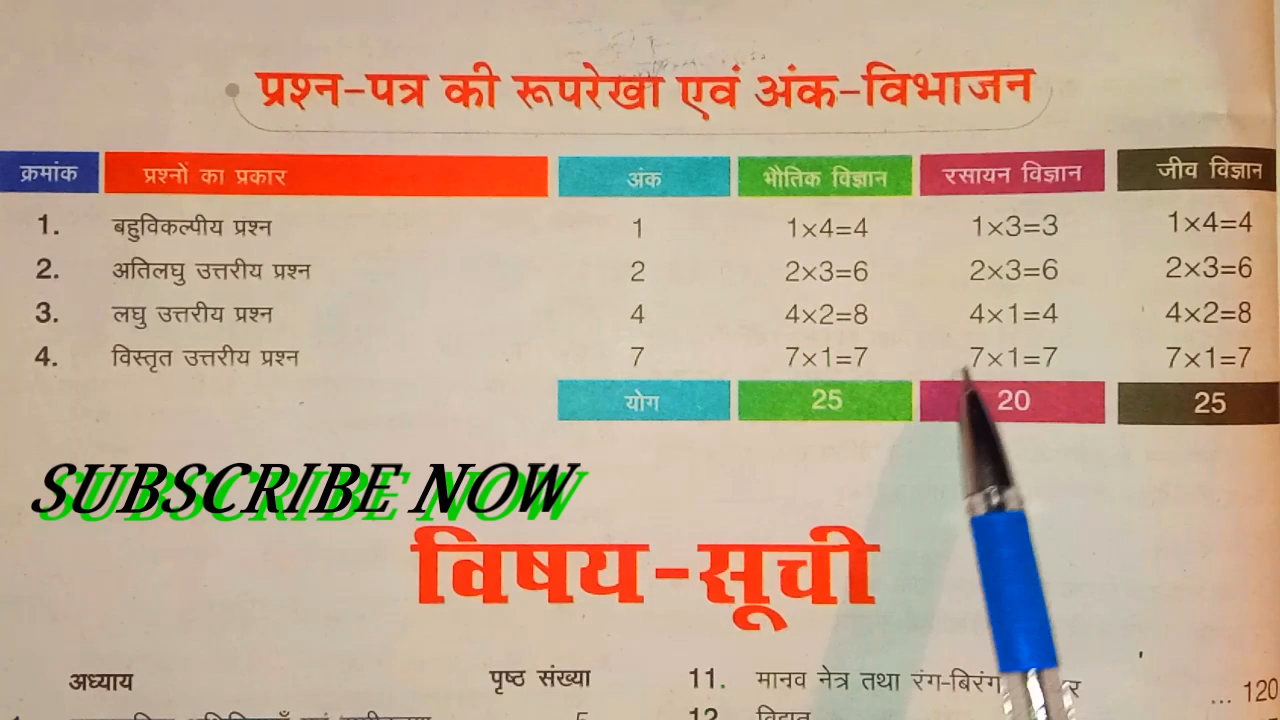 प्रश्न-पत्र की रूपरेखा एवं अंक-विभाजन
क्रमांक प्रश्नों का प्रकार अंक भौतिक विज्ञान रसायन विज्ञान जीव विज्ञान
1. बहुविकल्पीय प्रश्न 1 1×4=4 1×3=3 1×4=4
2. अतिलघु उत्तरीय प्रश्न 2 2×3=6 2×3=6 2×3=6
3. लघु उत्तरीय प्रश्न 4 4×2=8 4×1=4 4×2=8
4. विस्तृत उत्तरीय प्रश्न 7 7×1=7 7×1=7 7×1=7
योग 25 20 25
SUBSCRIBE NOW
विषय-सूची
अध्याय पृष्ठ संख्या 11. मानव नेत्र तथा ... 120
12. विद्युत